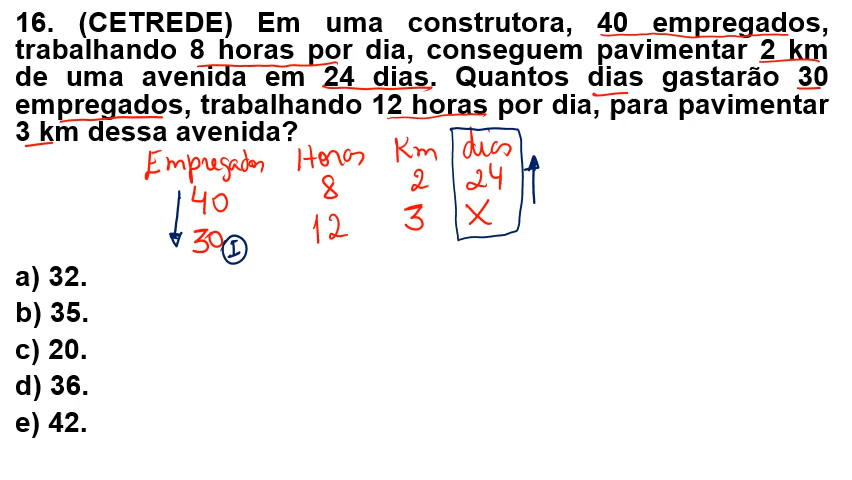 16. (CETREDE) Em uma construtora, 40 empregados,
trabalhando 8 horas por dia, conseguem pavimentar 2 km
de uma avenida em 24 dias. Quantos dias gastarão 30
empregados, trabalhando 12 horas por dia, para pavimentar
3 km dessa avenida?
Empregados Horas Km dias
40 8 2 24
30 I 12 3 X
a) 32.
b) 35.
c) 20.
d) 36.
e) 42.